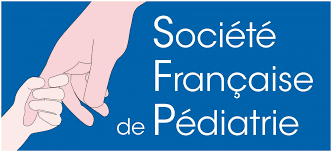 Société
Française
de Pédiatrie